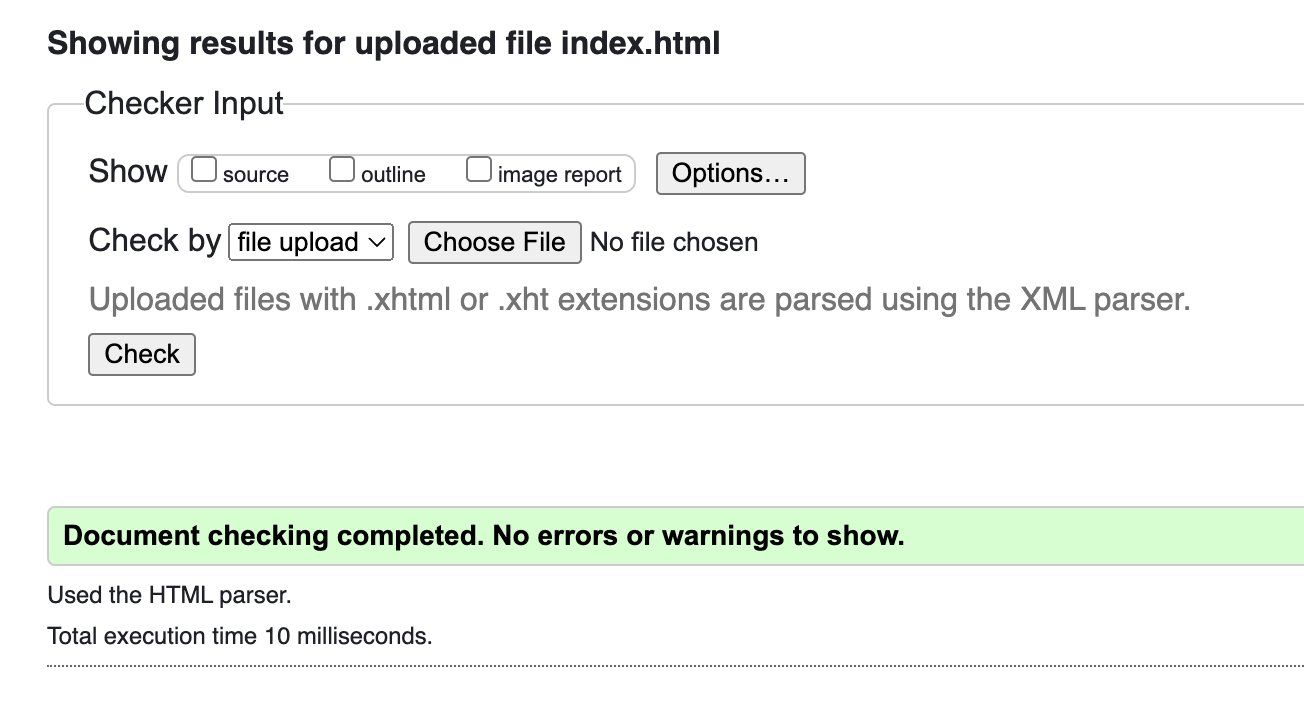 Showing results for uploaded file index.html
Checker Input
Show source outline image report Options…
Check by file upload Choose File No file chosen
Uploaded files with .xhtml or .xht extensions are parsed using the XML parser.
Check
Document checking completed. No errors or warnings to show.
Used the HTML parser.
Total execution time 10 milliseconds.